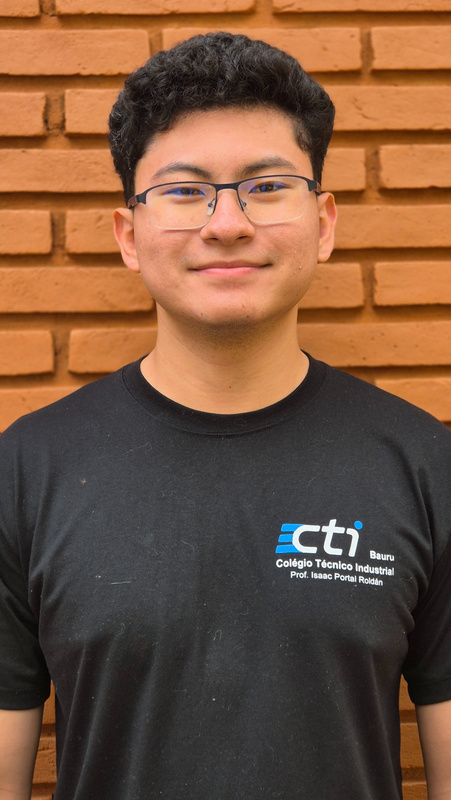 cti Bauru
Colégio Técnico Industrial
Prof. Isaac Portal Roldán